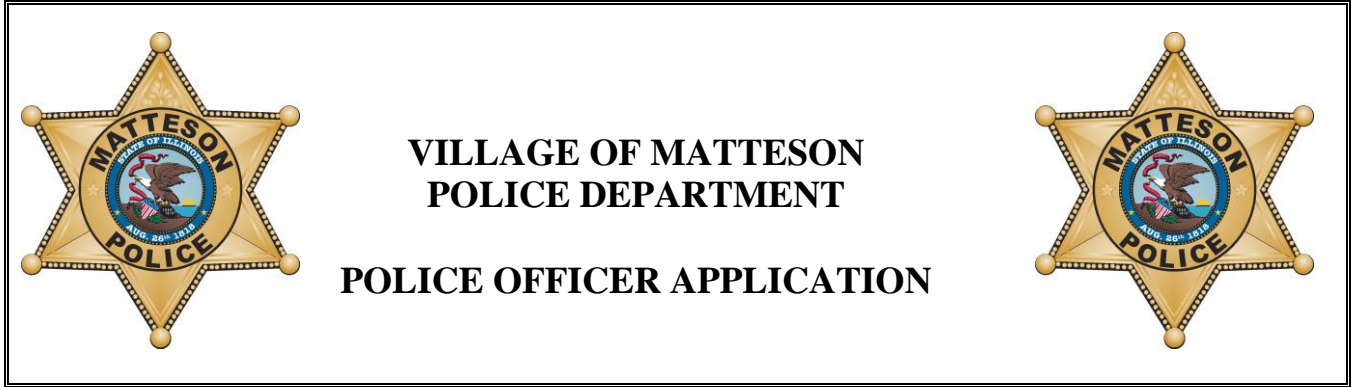 MATTESON
STATE OF ILLINOIS
AUG. 26th 1818
POLICE
VILLAGE OF MATTESON
POLICE DEPARTMENT
POLICE OFFICER APPLICATION
MATTESON
STATE OF ILLINOIS
AUG. 26th 1818
POLICE